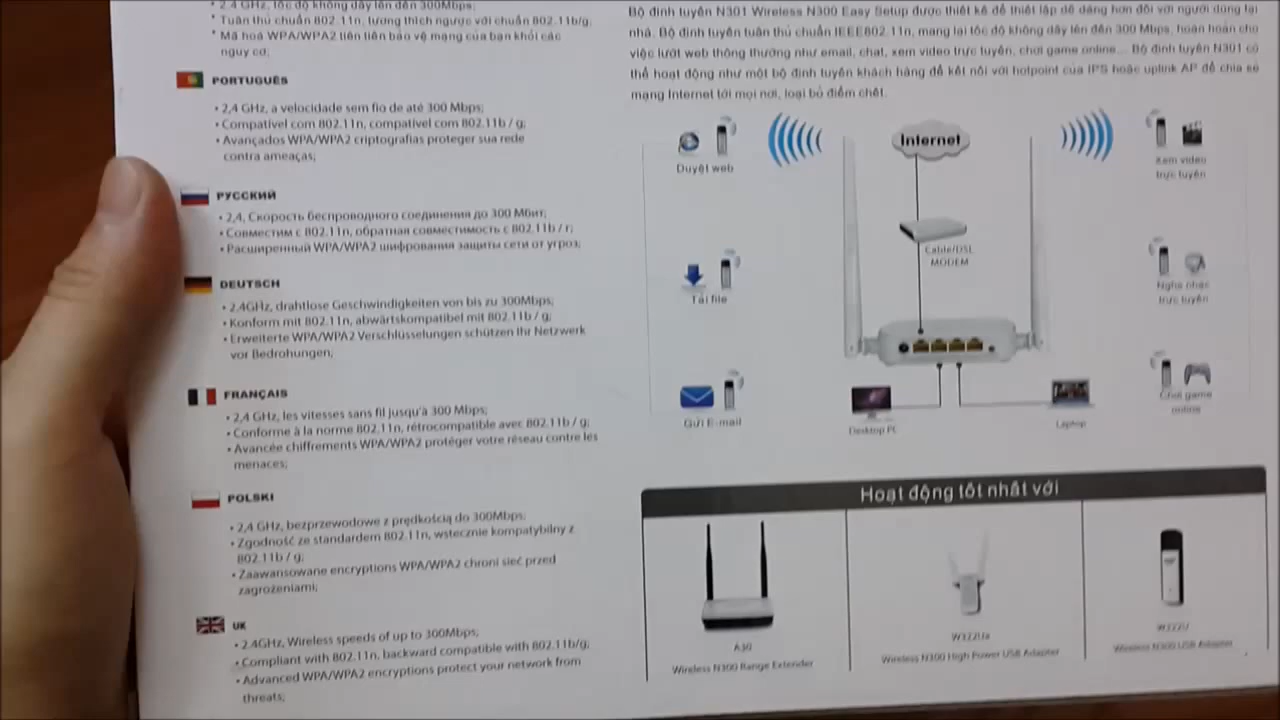 * 2.4 GHz, tốc độ không dây lên đến 300Mbps;
* Tuân thủ chuẩn 802.11n, tương thích ngược với chuẩn 802.11b/g;
* Mã hoá WPA/WPA2 tiên tiến bảo vệ mạng của bạn khỏi các
nguy cơ;
PORTUGUÊS
• 2,4 GHz, a velocidade sem fio de até 300 Mbps;
• Compatível com 802.11n, compatível com 802.11b / g;
• Avançados WPA/WPA2 criptografias proteger sua rede
contra ameaças;
РУССКИЙ
• 2,4, Скорость беспроводного соединения до 300 Мбит;
• Совместим с 802.11n, обратная совместимость с 802.11b / г;
• Расширенный WPA/WPA2 шифрования защиты сети от угроз;
DEUTSCH
• 2,4GHz, drahtlose Geschwindigkeiten von bis zu 300Mbps;
• Konform mit 802.11n, abwärtskompatibel mit 802.11b / g;
• Erweiterte WPA/WPA2 Verschlüsselungen schützen Ihr Netzwerk
vor Bedrohungen;
FRANÇAIS
• 2,4 GHz, les vitesses sans fil jusqu'à 300 Mbps;
• Conforme à la norme 802.11n, rétrocompatible avec 802.11b / g;
• Avancée chiffrements WPA/WPA2 protéger votre réseau contre les
menaces;
POLSKI
• 2,4 GHz, bezprzewodowe z prędkością do 300Mbps;
• Zgodność ze standardem 802.11n, wstecznie kompatybilny z
802.11b / g;
• Zaawansowane encryptions WPA/WPA2 chroni sieć przed
zagrożeniami;
UK
• 2.4GHz, Wireless speeds of up to 300Mbps;
• Compliant with 802.11n, backward compatible with 802.11b/g;
• Advanced WPA/WPA2 encryptions protect your network from
threats;
Bộ định tuyến N301 Wireless N300 Easy Setup được thiết kế để thiết lập dễ dàng hơn đối với người dùng tại
nhà. Bộ định tuyến tuân thủ chuẩn IEEE802.11n, mang lại tốc độ không dây lên đến 300 Mbps, hoàn hoàn cho
việc lướt web thông thường như email, chat, xem video trực tuyến, chơi game online... Bộ định tuyến N301 có
thể hoạt động như một bộ định tuyến khách hàng để kết nối với hotpoint của IPS hoặc uplink AP để chia sẻ
mạng Internet tới mọi nơi, loại bỏ điểm chết.
Internet
Duyệt web
Xem video
trực tuyến
Cable/DSL
MODEM
Tải file
Nghe nhạc
trực tuyến
Gửi E-mail
Desktop PC
Laptop
Chơi game
online
Hoạt động tốt nhất với
A30
Wireless N300 Range Extender
Wireless N300 High Power USB Adapter
W322U
Wireless N300 USB Adapter